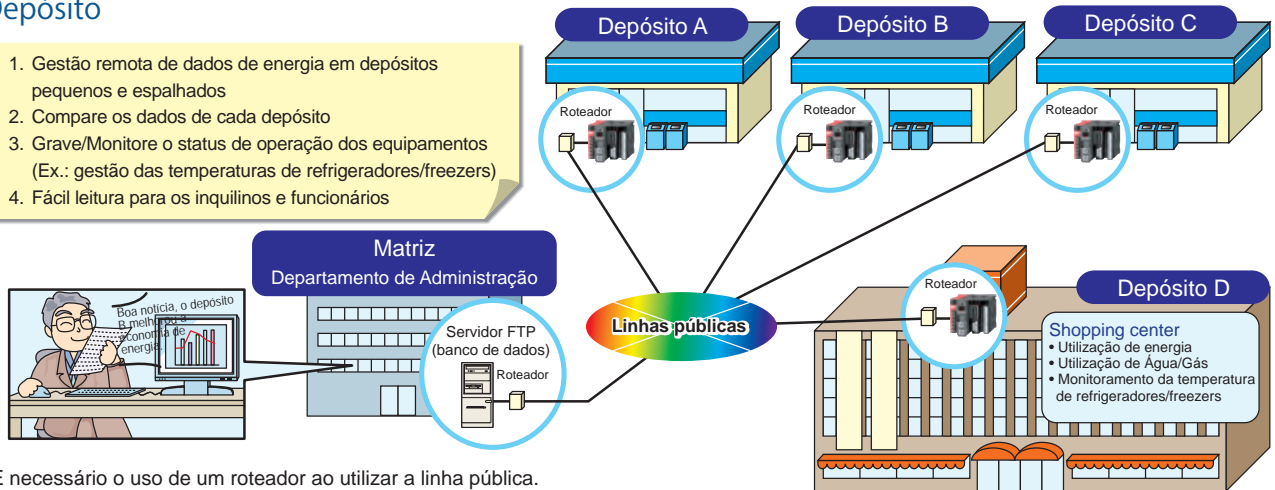 Depósito
1. Gestão remota de dados de energia em depósitos
pequenos e espalhados
2. Compare os dados de cada depósito
3. Grave/Monitore o status de operação dos equipamentos
(Ex.: gestão das temperaturas de refrigeradores/freezers)
4. Fácil leitura para os inquilinos e funcionários
Depósito A
Roteador
Depósito B
Roteador
Depósito C
Roteador
Matriz
Departamento de Administração
Boa notícia, o depósito
B melhorou a
economia de
energia.
Servidor FTP
(banco de dados)
Roteador
Linhas públicas
Roteador
Depósito D
Shopping center
• Utilização de energia
• Utilização de Água/Gás
• Monitoramento da temperatura
de refrigeradores/freezers
É necessário o uso de um roteador ao utilizar a linha pública.